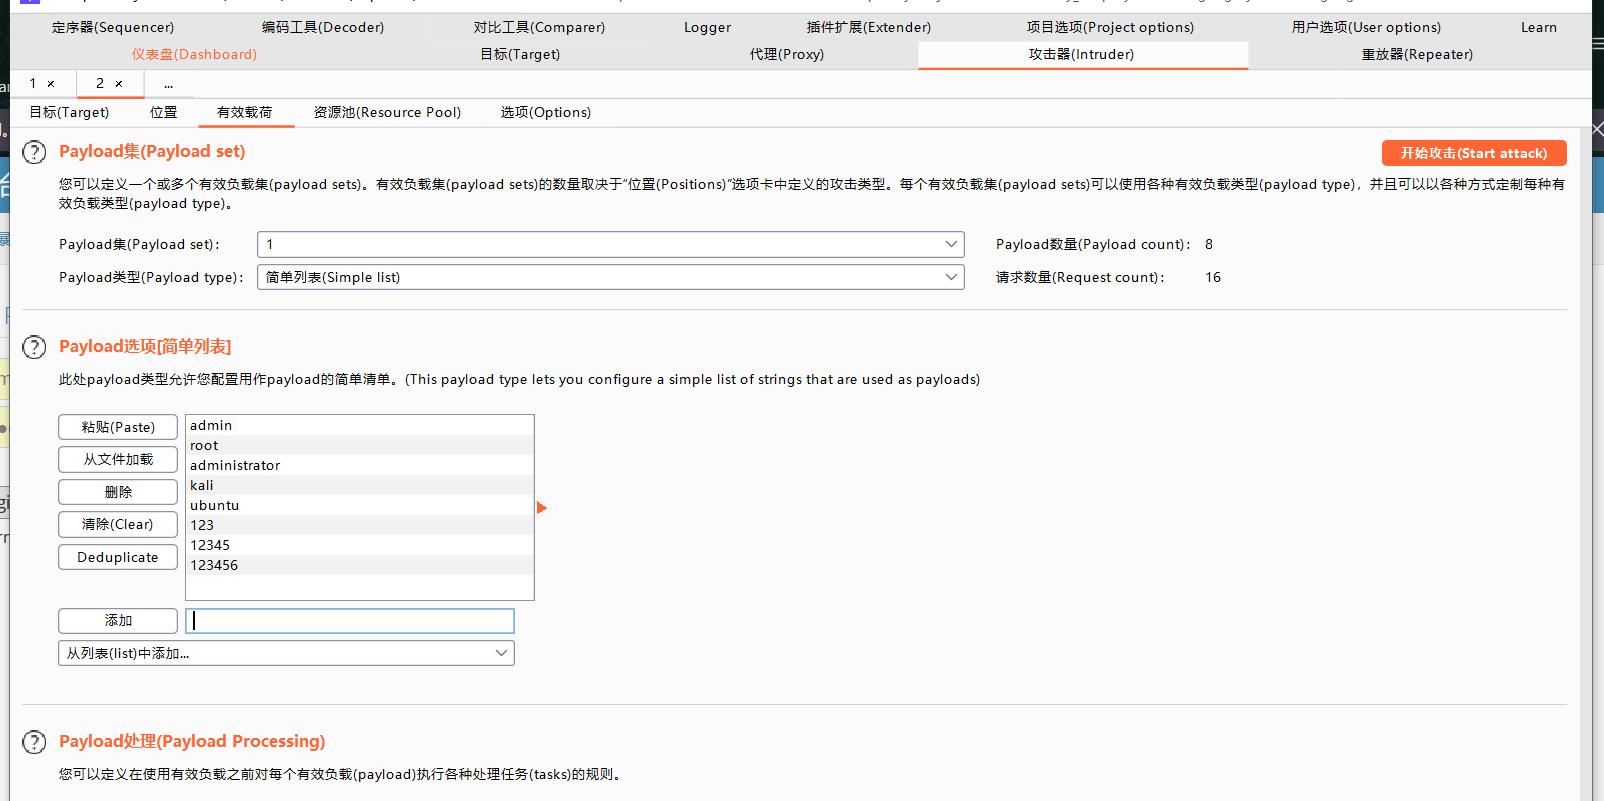 定序器(Sequencer) 编码工具(Decoder) 对比工具(Comparer) Logger 插件扩展(Extender) 项目选项(Project options) 用户选项(User options) Learn
仪表盘(Dashboard) 目标(Target) 代理(Proxy) 攻击器(Intruder) 重放器(Repeater)
1 × 2 × ...
目标(Target) 位置 有效载荷 资源池(Resource Pool) 选项(Options)
Payload集(Payload set)
开始攻击(Start attack)
您可以定义一个或多个有效负载集(payload sets)。有效负载集(payload sets)的数量取决于“位置(Positions)”选项卡中定义的攻击类型。每个有效负载集(payload sets)可以使用各种有效负载类型(payload type)，并且可以以各种方式定制每种有
效负载类型(payload type)。
Payload集(Payload set)： 1 Payload数量(Payload count)： 8
Payload类型(Payload type)： 简单列表(Simple list) 请求数量(Request count)： 16
Payload选项[简单列表]
此处payload类型允许您配置用作payload的简单清单。(This payload type lets you configure a simple list of strings that are used as payloads)
粘贴(Paste)
从文件加载
删除
清除(Clear)
Deduplicate
admin
root
administrator
kali
ubuntu
123
12345
123456
添加
从列表(list)中添加...
Payload处理(Payload Processing)
您可以定义在使用有效负载之前对每个有效负载(payload)执行各种处理任务(tasks)的规则。